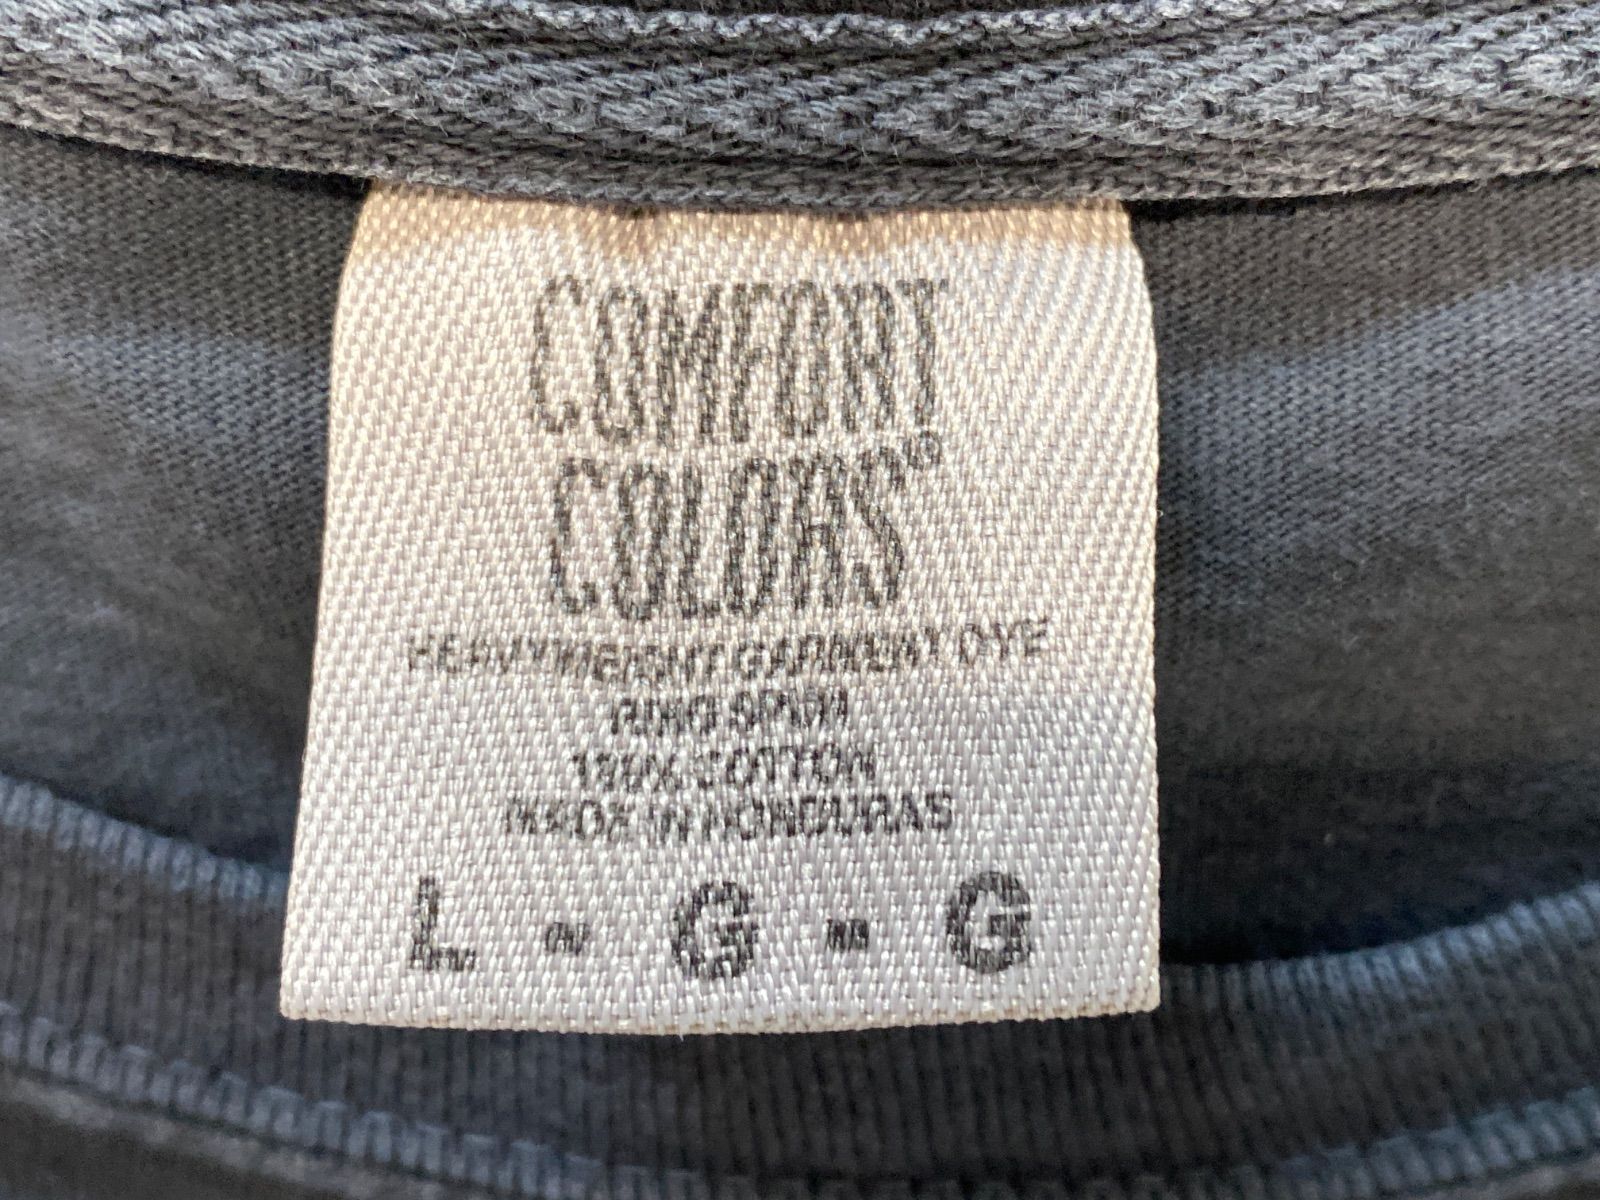 COMFORT
COLORS®
HEAVYWEIGHT GARMENT DYE
RING SPUN
100% COTTON
MADE IN HONDURAS
L - G - G